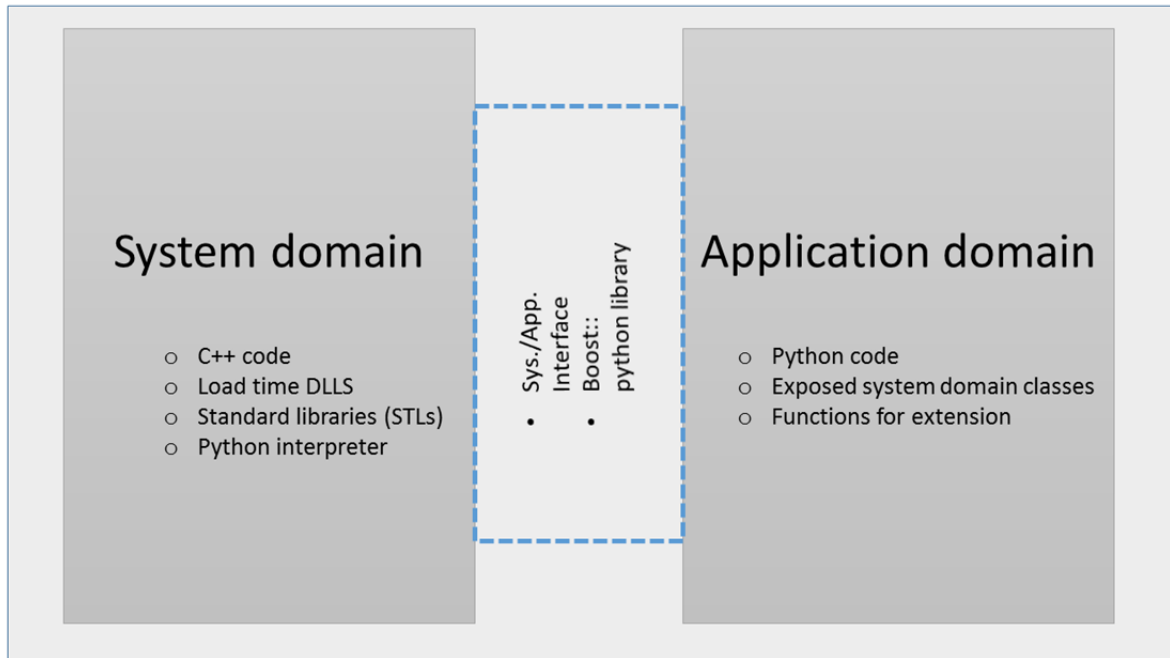 System domain
o C++ code
o Load time DLLS
o Standard libraries (STLs)
o Python interpreter
• Sys./App.
Interface
• Boost::
python library
Application domain
o Python code
o Exposed system domain classes
o Functions for extension